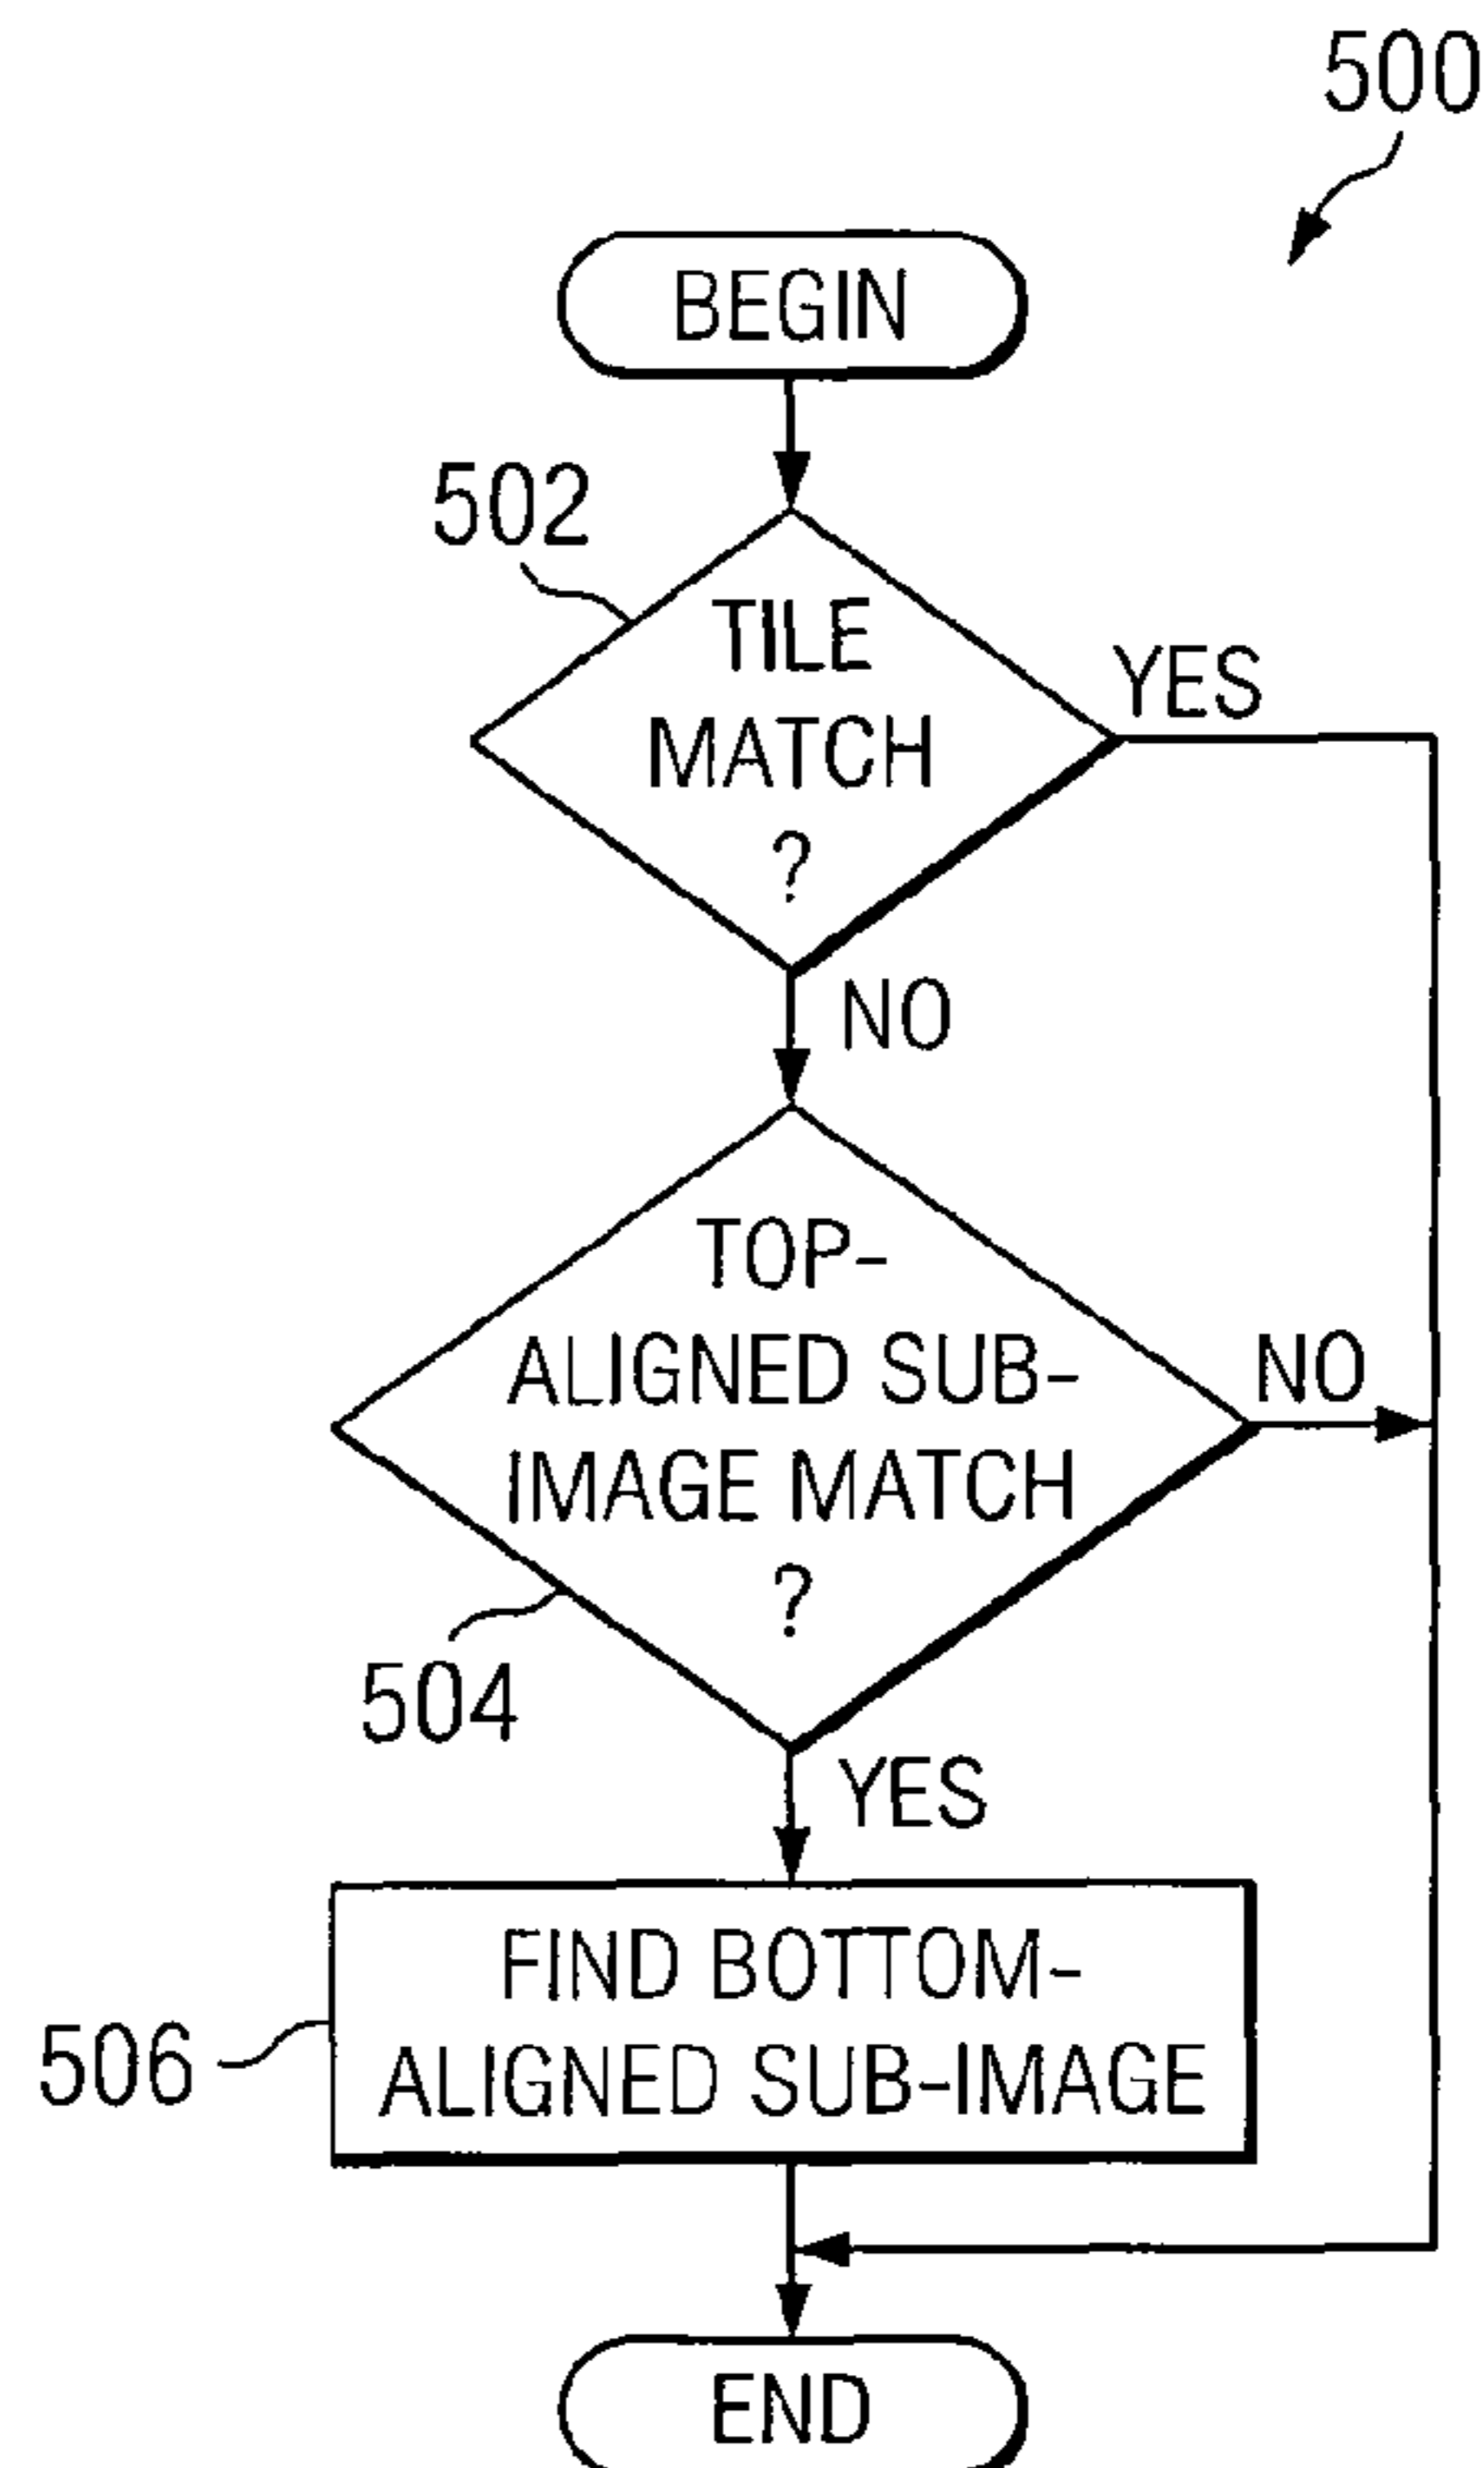 500
BEGIN
502
TILE
MATCH
?
YES
NO
TOP-
ALIGNED SUB-
IMAGE MATCH
?
NO
504
YES
FIND BOTTOM-
ALIGNED SUB-IMAGE
506
END